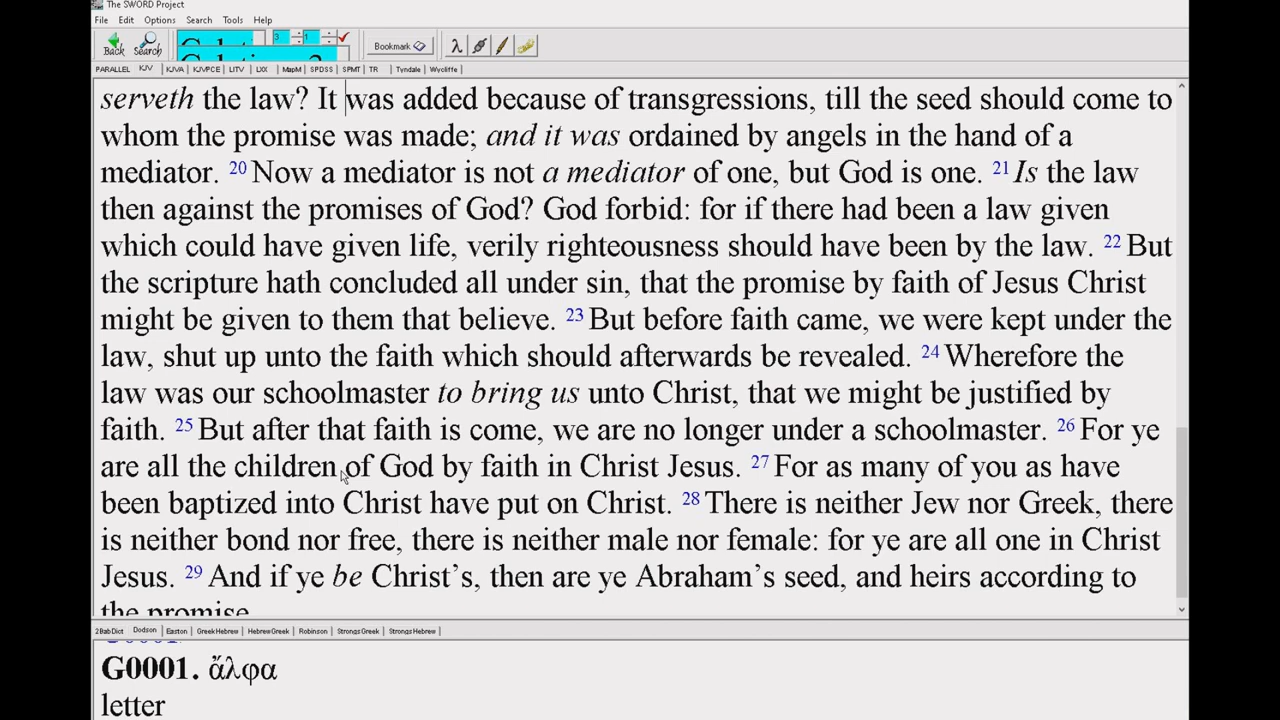 The SWORD Project
File Edit Options Search Tools Help
Back Search 3 1 Bookmark λ
PARALLEL KJV KJVA KJVPCE LITV LXX MapM SPDSS SPMT TR Tyndale Wycliffe
serveth the law? It was added because of transgressions, till the seed should come to
whom the promise was made; and it was ordained by angels in the hand of a
mediator. 20 Now a mediator is not a mediator of one, but God is one. 21 Is the law
then against the promises of God? God forbid: for if there had been a law given
which could have given life, verily righteousness should have been by the law. 22 But
the scripture hath concluded all under sin, that the promise by faith of Jesus Christ
might be given to them that believe. 23 But before faith came, we were kept under the
law, shut up unto the faith which should afterwards be revealed. 24 Wherefore the
law was our schoolmaster to bring us unto Christ, that we might be justified by
faith. 25 But after that faith is come, we are no longer under a schoolmaster. 26 For ye
are all the children of God by faith in Christ Jesus. 27 For as many of you as have
been baptized into Christ have put on Christ. 28 There is neither Jew nor Greek, there
is neither bond nor free, there is neither male nor female: for ye are all one in Christ
Jesus. 29 And if ye be Christ’s, then are ye Abraham’s seed, and heirs according to
the promise
2BabDict Dodson Easton GreekHebrew HebrewGreek Robinson StrongsGreek StrongsHebrew
G0001. ἄλφα
letter